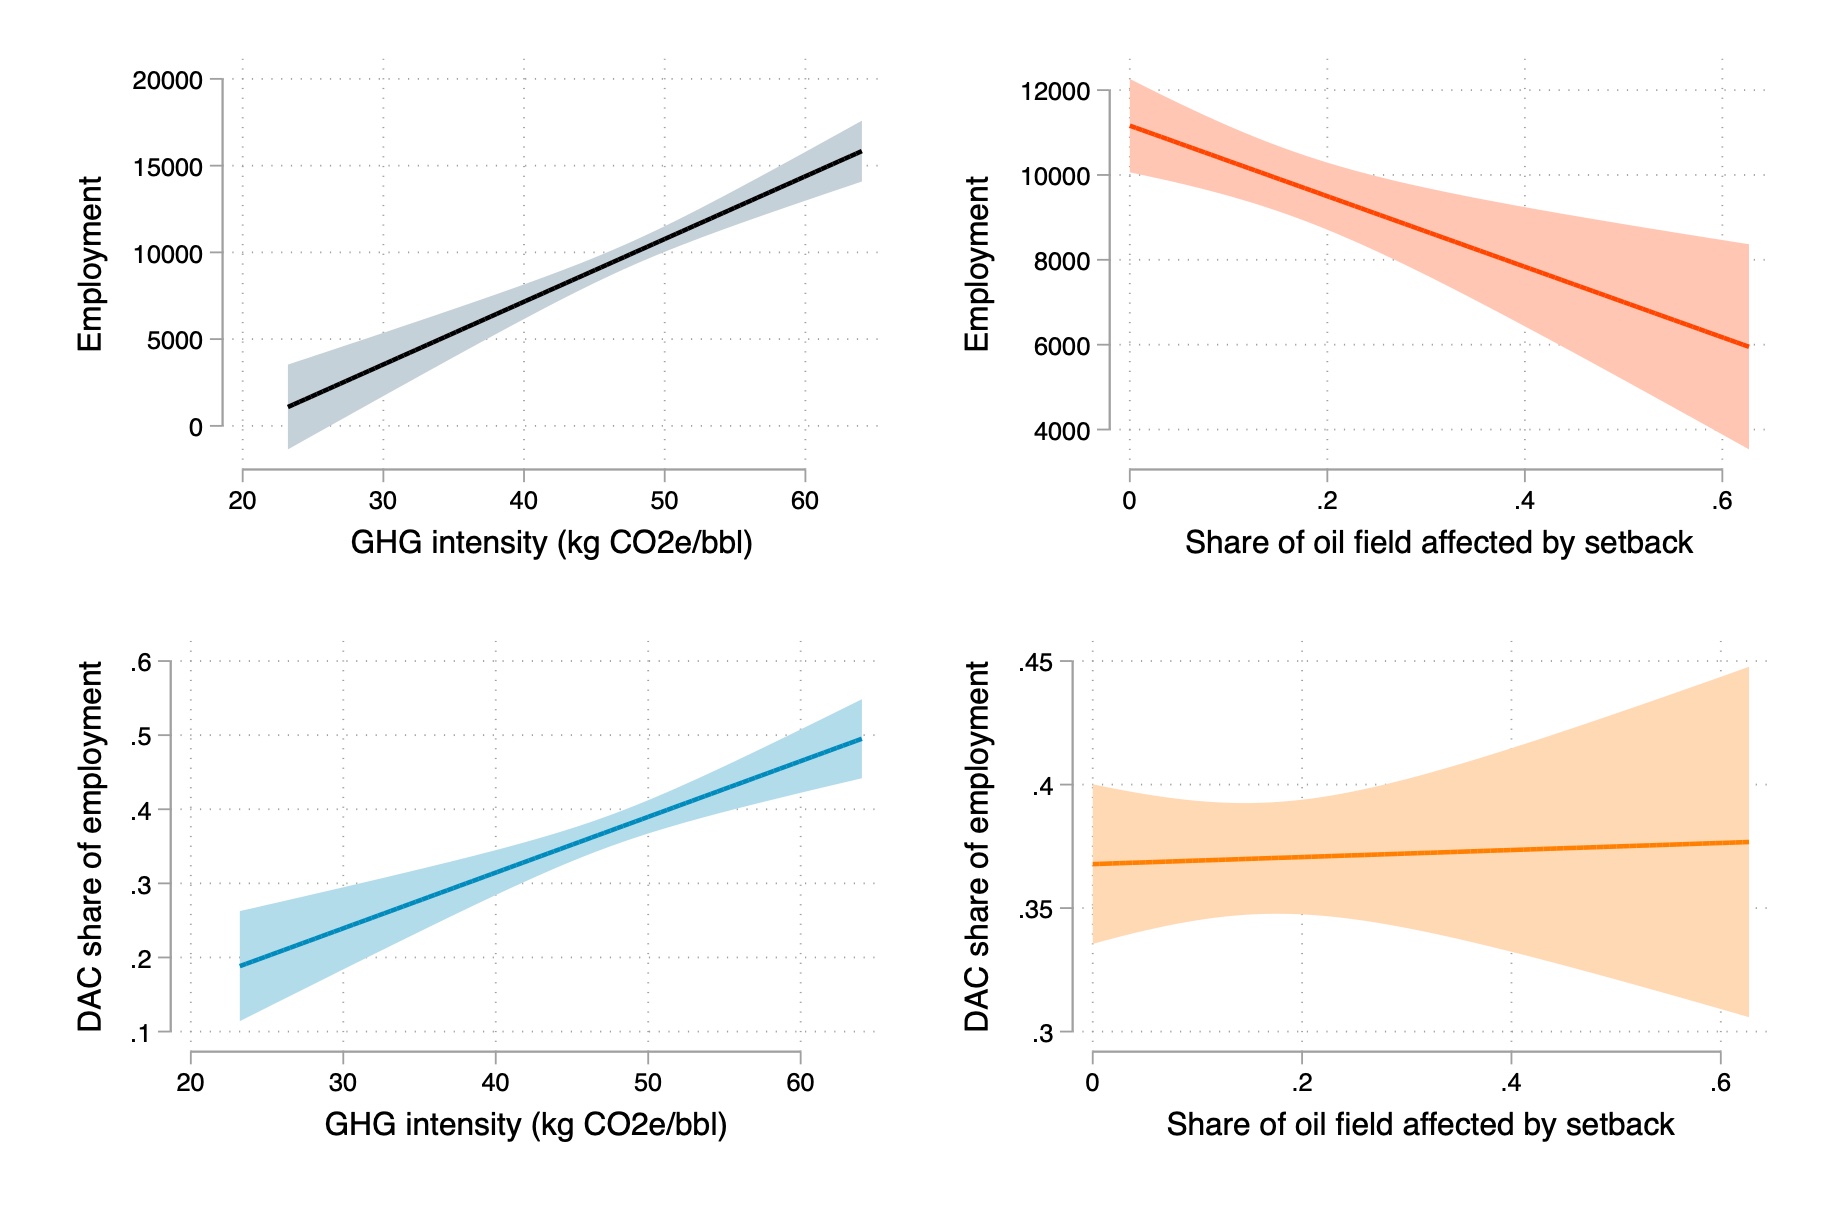 20000
15000
10000
5000
0
Employment
20 30 40 50 60
GHG intensity (kg CO2e/bbl)
12000
10000
8000
6000
4000
Employment
0 .2 .4 .6
Share of oil field affected by setback
.6
.5
.4
.3
.2
.1
DAC share of employment
20 30 40 50 60
GHG intensity (kg CO2e/bbl)
.45
.4
.35
.3
DAC share of employment
0 .2 .4 .6
Share of oil field affected by setback